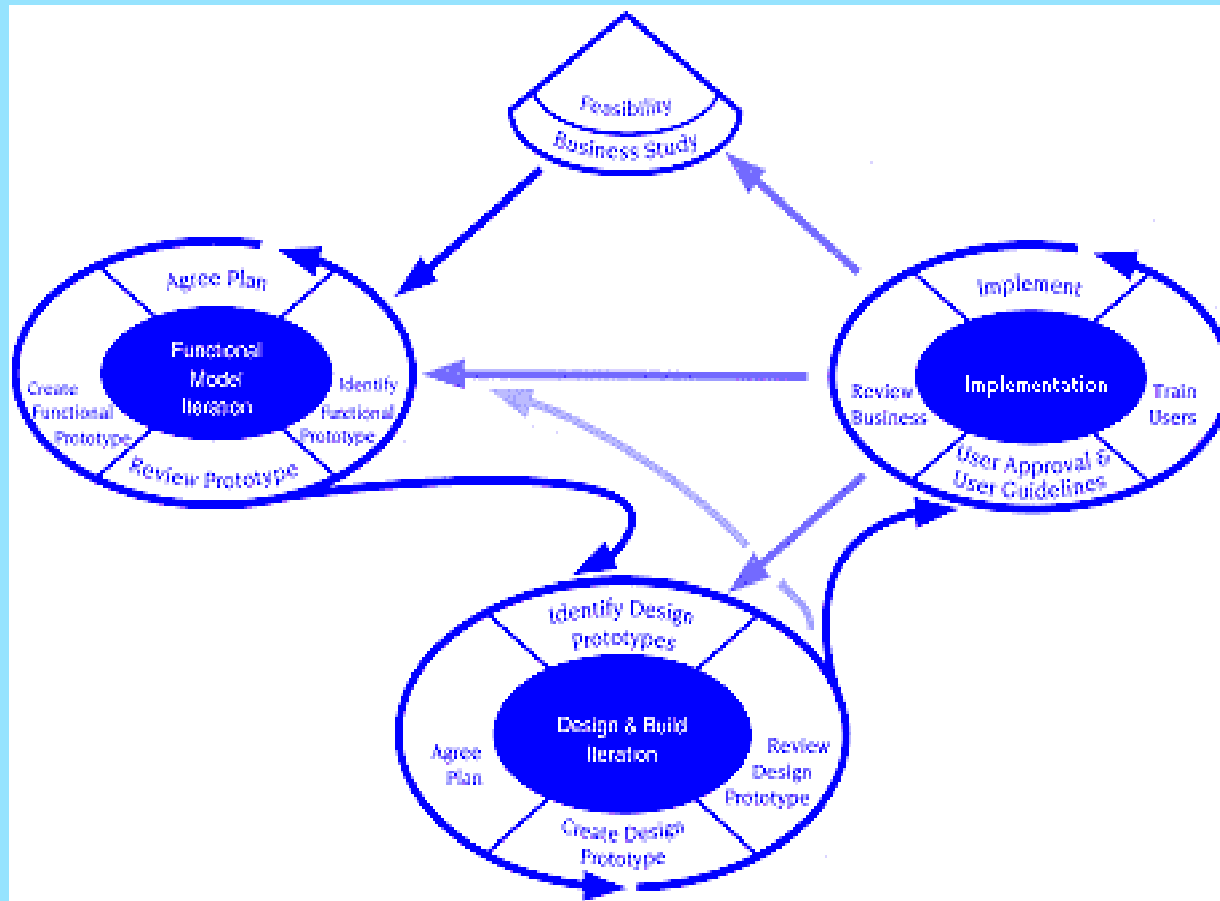 Feasibility
Business Study
Agree Plan
Functional
Model
Iteration
Create
Functional
Prototype
Identify
Functional
Prototype
Review Prototype
Implement
Implementation
Review
Business
Train
Users
User Approval &
User Guidelines
Identify Design
Prototypes
Design & Build
Iteration
Agree
Plan
Review
Design
Prototype
Create Design
Prototype